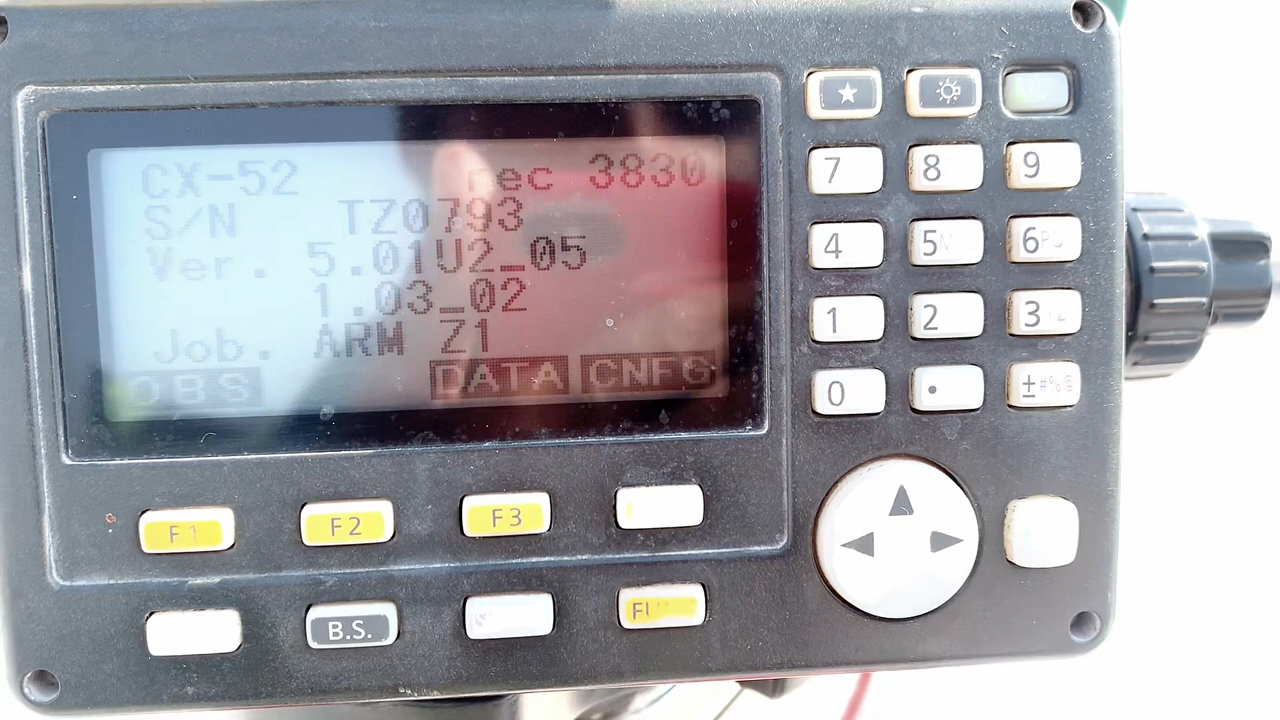 CX-52 rec 3830
S/N TZ0793
Ver. 5.01U2_05
1.03_02
Job. ARM Z1
OBS DATA CNFG
7 8 9
4 5 6PQ
1 2 3
0 . ±#%@
F1 F2 F3
B.S.